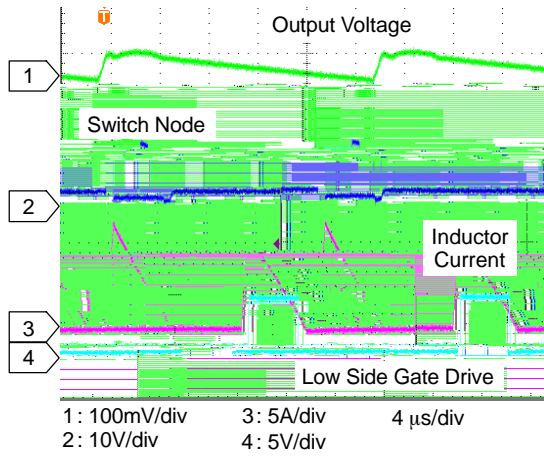 T
Output Voltage
1
Switch Node
2
Inductor
Current
3
4
Low Side Gate Drive
1 : 100mV/div 3 : 5A/div 4 μs/div
2 : 10V/div 4 : 5V/div